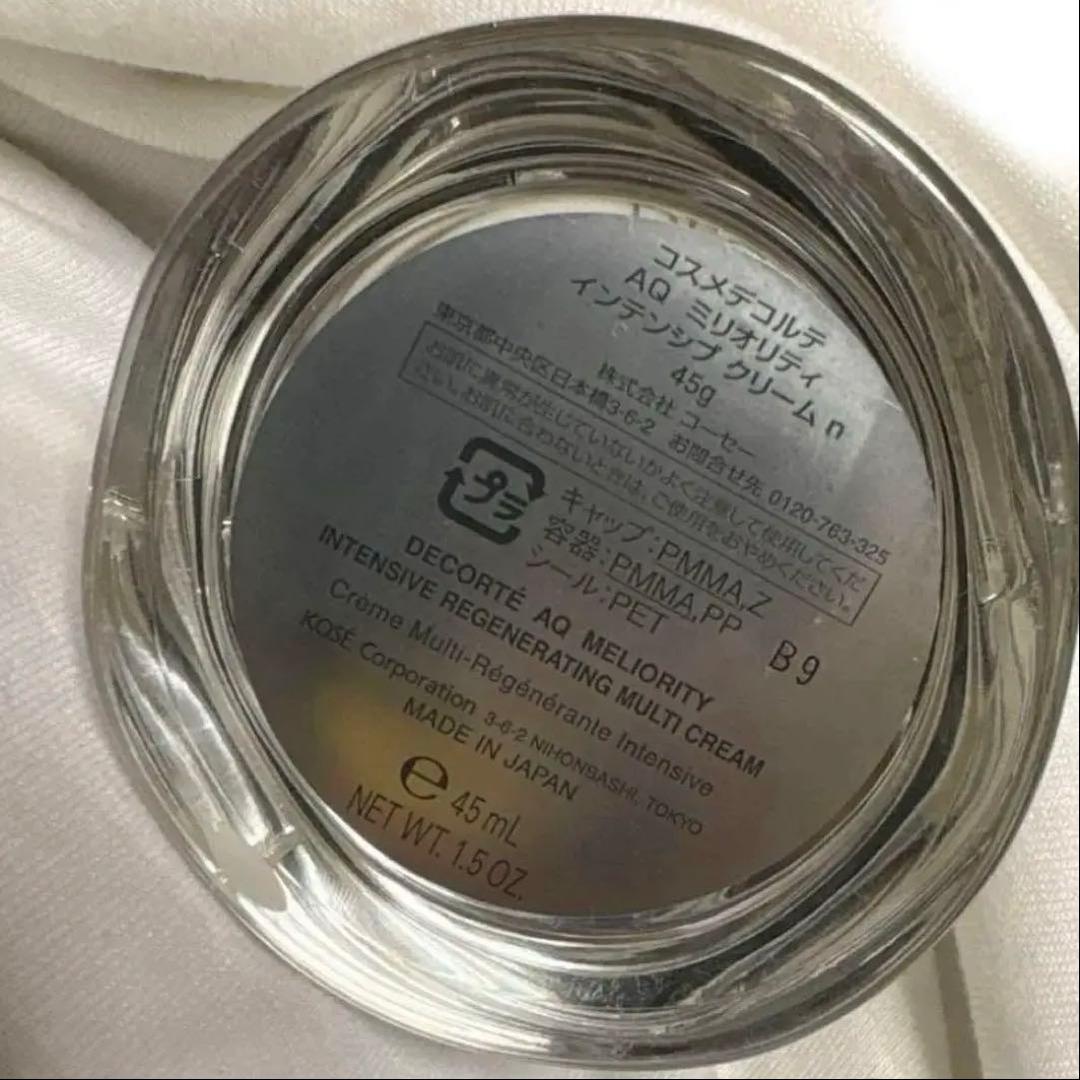 コスメデコルテ
AQ ミリオリティ
インテンシブ クリーム n
45g
株式会社 コーセー
東京都中央区日本橋3-6-2 お問合せ先 0120-763-325
お肌に異常が生じていないかよく注意して使用してくだ
さい。お肌に合わないときは、ご使用をおやめください。
プラ
キャップ:PMMA,Z
容器:PMMA,PP
シール:PET
B9
DECORTÉ AQ MELIORITY
INTENSIVE REGENERATING MULTI CREAM
Crème Multi-Régénérante Intensive
KOSÉ Corporation 3-6-2 NIHONBASHI, TOKYO
MADE IN JAPAN
℮ 45 mL
NET WT. 1.5 OZ.